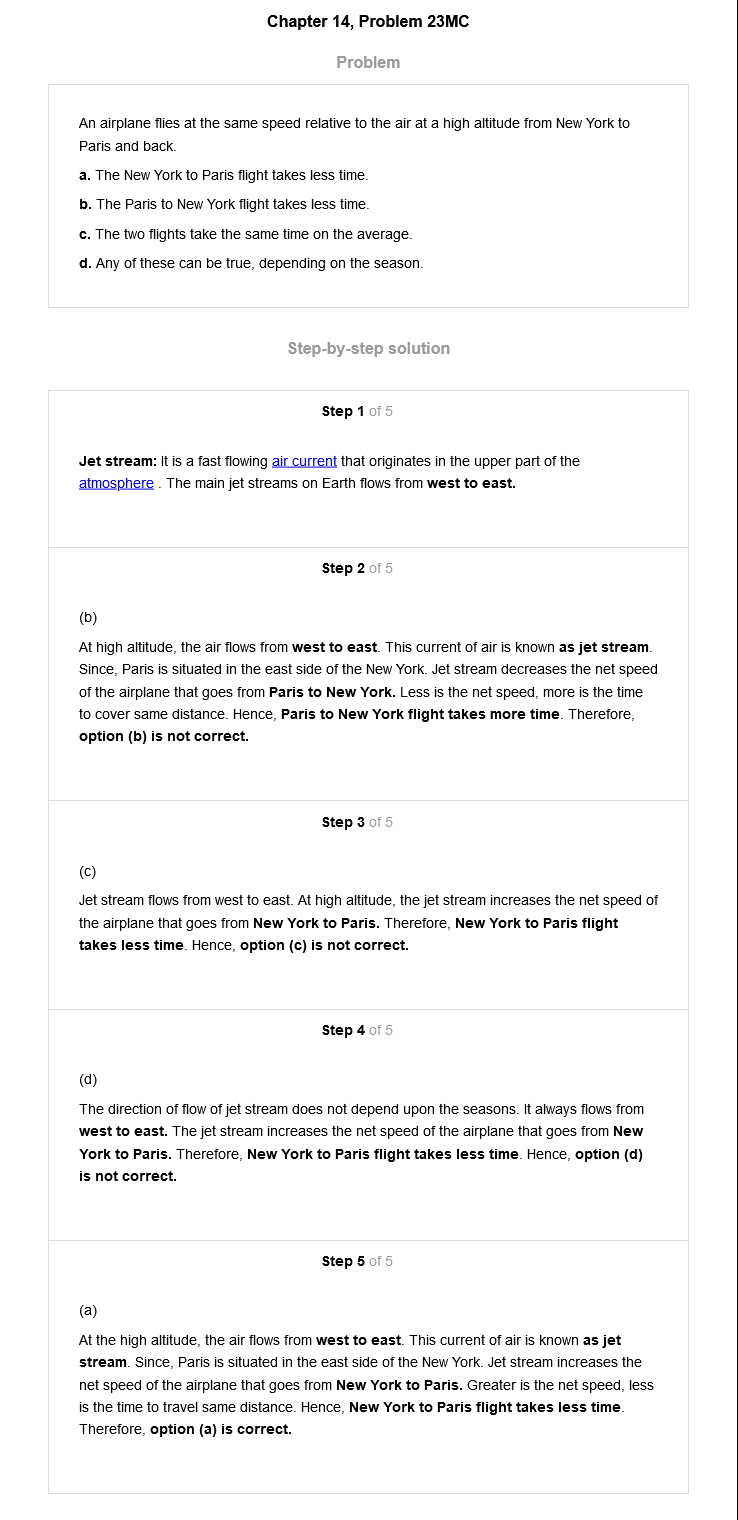 Chapter 14, Problem 23MC
Problem
An airplane flies at the same speed relative to the air at a high altitude from New York to
Paris and back.
a. The New York to Paris flight takes less time.
b. The Paris to New York flight takes less time.
c. The two flights take the same time on the average.
d. Any of these can be true, depending on the season.
Step-by-step solution
Step 1 of 5
Jet stream: It is a fast flowing air current that originates in the upper part of the
atmosphere . The main jet streams on Earth flows from west to east.
Step 2 of 5
(b)
At high altitude, the air flows from west to east. This current of air is known as jet stream.
Since, Paris is situated in the east side of the New York. Jet stream decreases the net speed
of the airplane that goes from Paris to New York. Less is the net speed, more is the time
to cover same distance. Hence, Paris to New York flight takes more time. Therefore,
option (b) is not correct.
Step 3 of 5
(c)
Jet stream flows from west to east. At high altitude, the jet stream increases the net speed of
the airplane that goes from New York to Paris. Therefore, New York to Paris flight
takes less time. Hence, option (c) is not correct.
Step 4 of 5
(d)
The direction of flow of jet stream does not depend upon the seasons. It always flows from
west to east. The jet stream increases the net speed of the airplane that goes from New
York to Paris. Therefore, New York to Paris flight takes less time. Hence, option (d)
is not correct.
Step 5 of 5
(a)
At the high altitude, the air flows from west to east. This current of air is known as jet
stream. Since, Paris is situated in the east side of the New York. Jet stream increases the
net speed of the airplane that goes from New York to Paris. Greater is the net speed, less
is the time to travel same distance. Hence, New York to Paris flight takes less time.
Therefore, option (a) is correct.